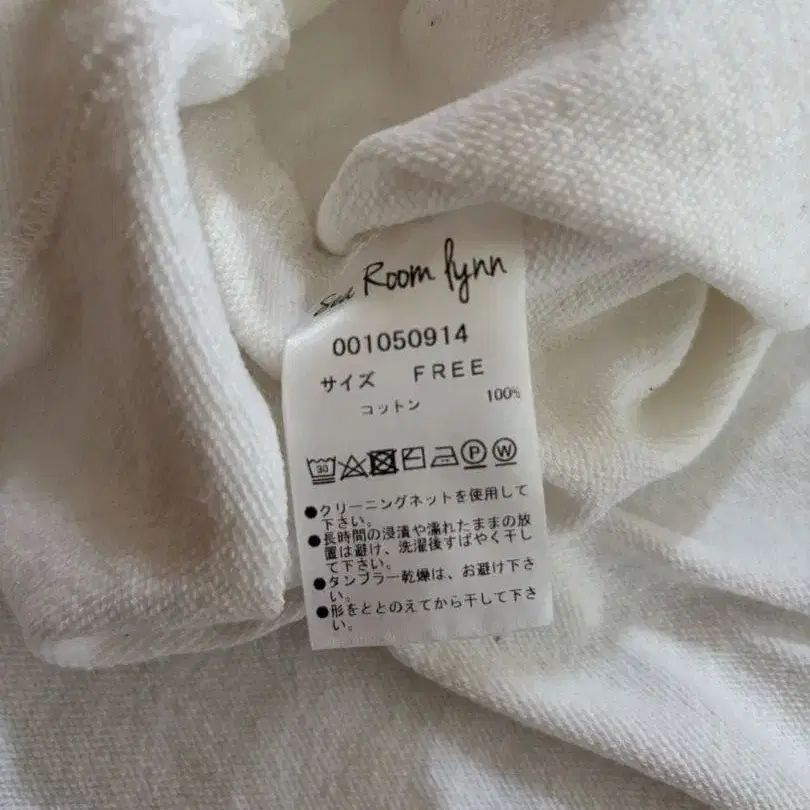 Room lynn
001050914
サイズ FREE
コットン 100%
30 P W
●クリーニングネットを使用して
下さい。
●長時間の浸漬や濡れたままの放
置は避け、洗濯後すばやく干し
て下さい。
●タンブラー乾燥は、お避け下さ
い。
●形をととのえてから干して下さ
い。